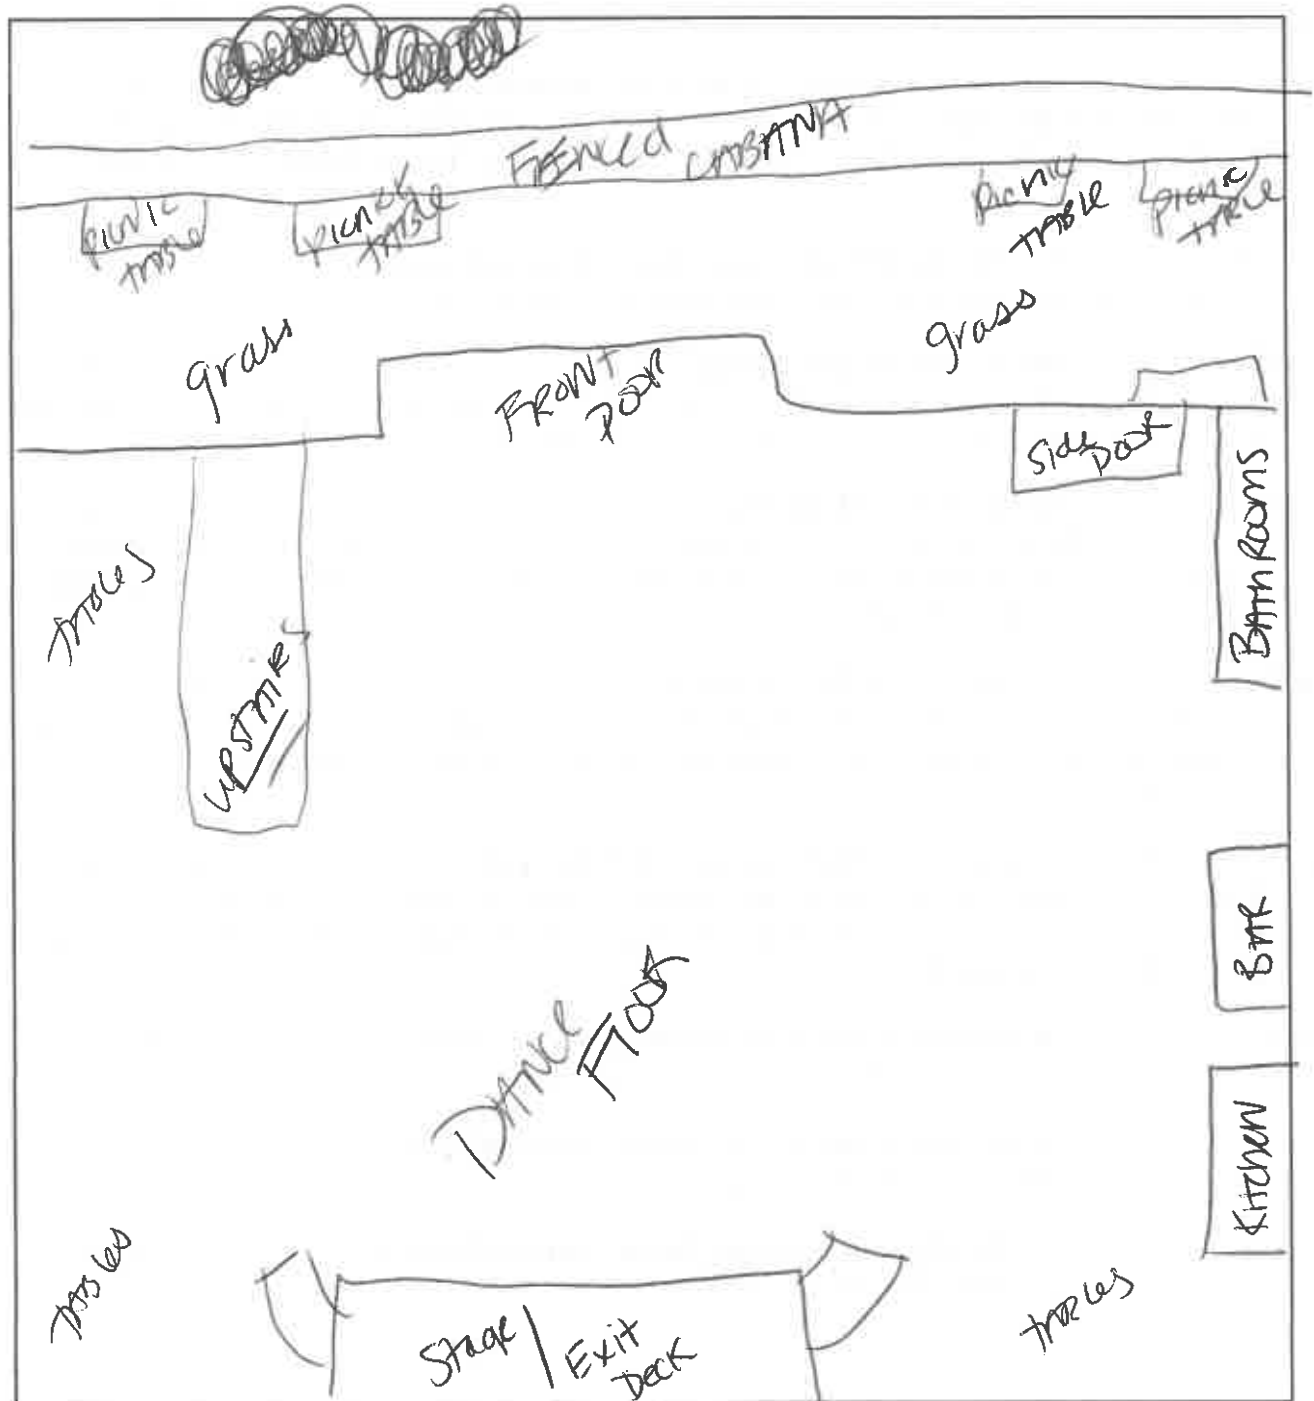 FENCED CABANA
PICNIC
TABLE
PICNIC
TABLE
PICNIC
TABLE
PICNIC
TABLE
grass
grass
FRONT
DOOR
Side
DOOR
BATHROOMS
TABLES
UPSTAIRS
BAR
DANCE
FLOOR
KITCHEN
TABLES
TABLES
Stage / Exit
DECK